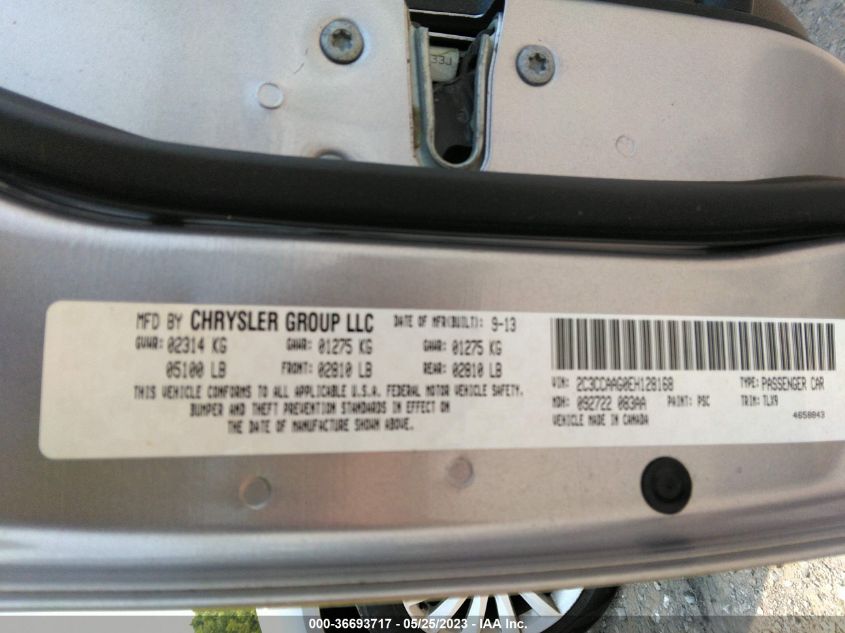 33J
MFD BY CHRYSLER GROUP LLC DATE OF MFR(BUILT): 9-13
GVWR: 02314 KG GAWR: 01275 KG GAWR: 01275 KG
05100 LB FRONT: 02810 LB REAR: 02810 LB
THIS VEHICLE CONFORMS TO ALL APPLICABLE U.S.A. FEDERAL MOTOR VEHICLE SAFETY,
BUMPER AND THEFT PREVENTION STANDARDS IN EFFECT ON
THE DATE OF MANUFACTURE SHOWN ABOVE.
VIN: 2C3CCAAG0EH128168 TYPE: PASSENGER CAR
MDH: 092722 083AA PAINT: PSC TRIM: TLX9
VEHICLE MADE IN CANADA 4658843
000-36693717 - 05/25/2023 - IAA Inc.